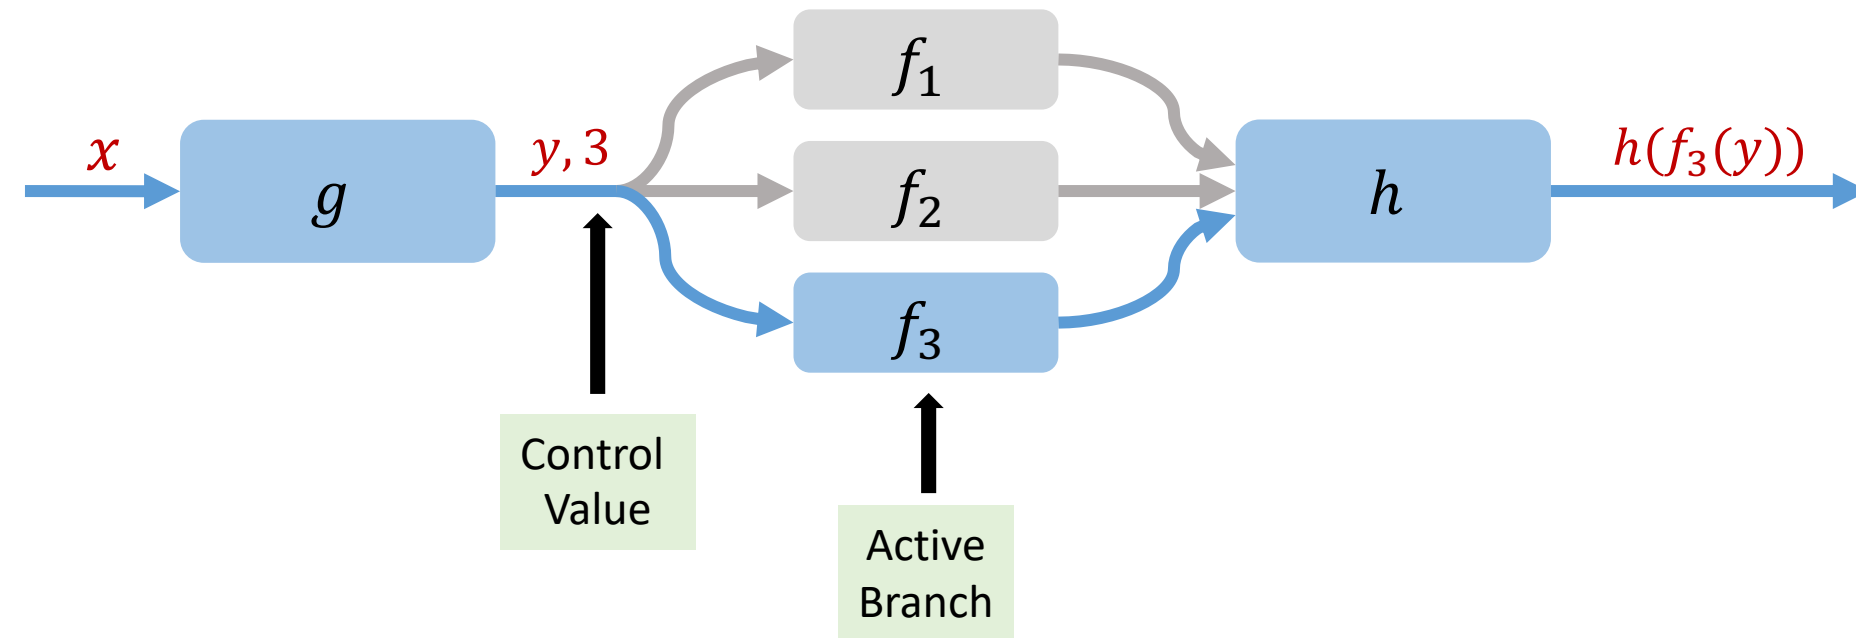 x
g
y, 3
f₁
f₂
f₃
h
h(f₃(y))
Control
Value
Active
Branch